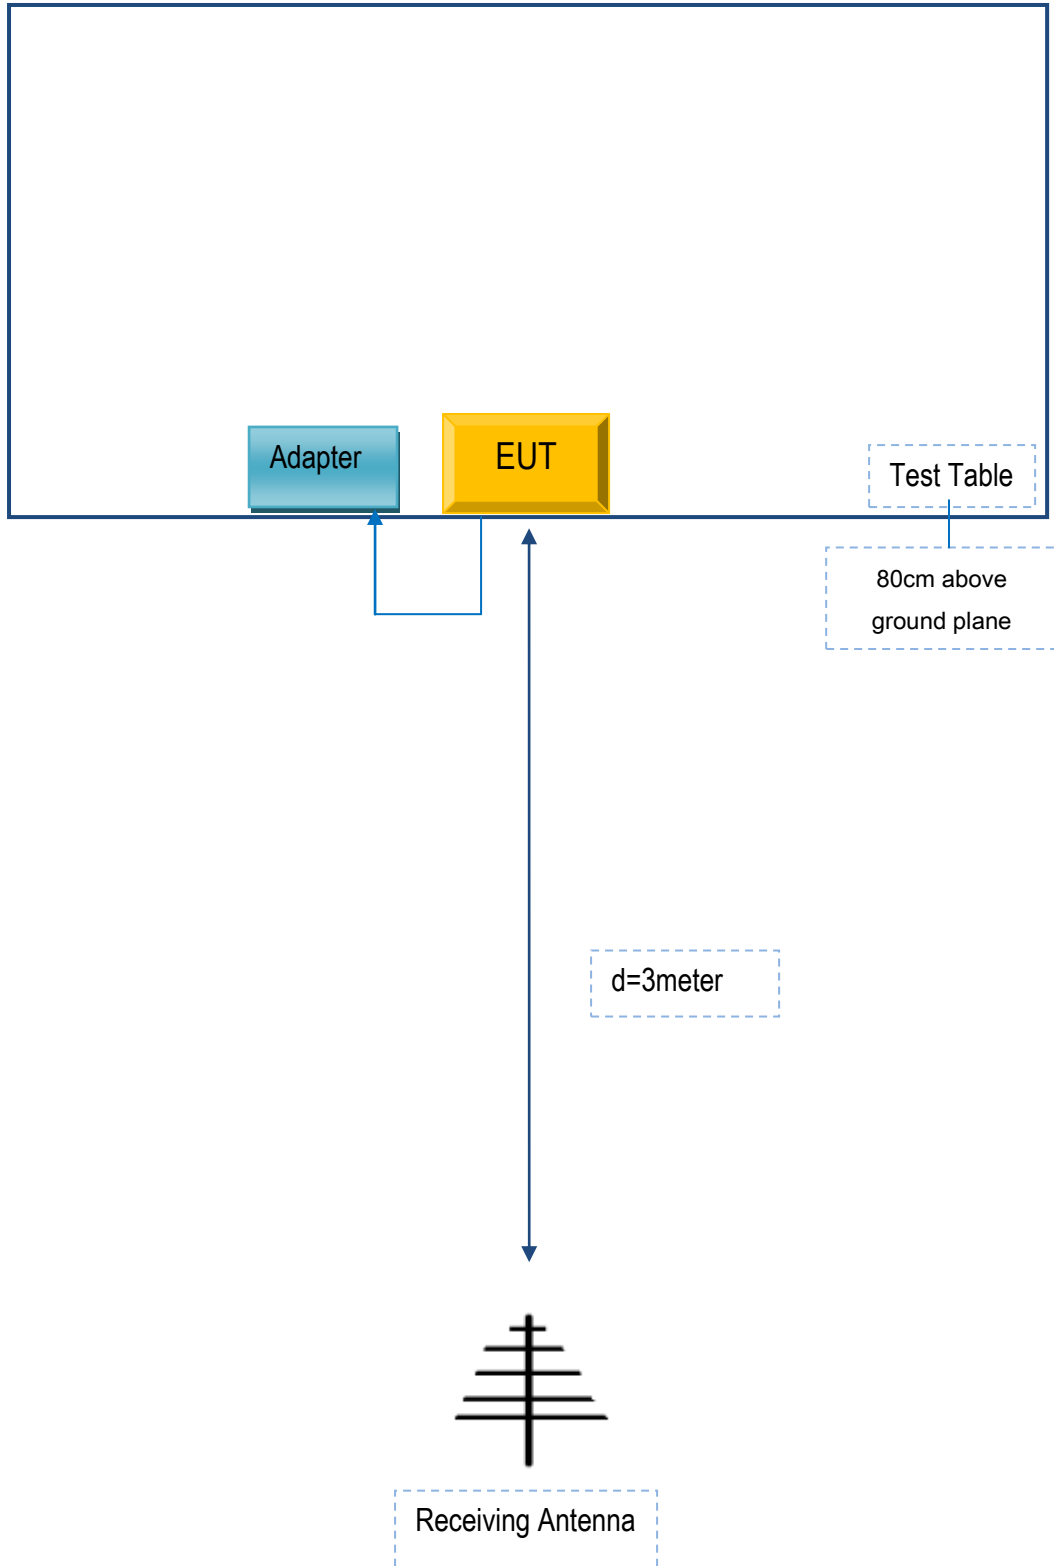 Adapter
EUT
Test Table
80cm above
ground plane
d=3meter
Receiving Antenna